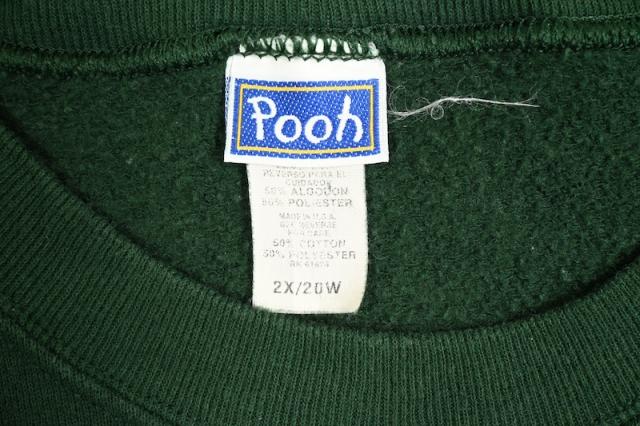 Pooh
REVERSO PARA EL
CUIDADO
50% ALGODON
50% POLIESTER
MADE IN U.S.A.
SEE REVERSE
FOR CARE
50% COTTON
50% POLYESTER
RN
2X/20W